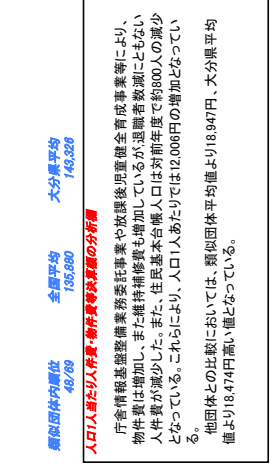 類似団体内順位 全国平均 大分県平均
48/69 135,880 143,326
人口1人当たり人件費・物件費等決算額の分析欄
庁舎情報基盤整備業務委託事業や放課後児童健全育成事業等により、
物件費は増加し、また維持補修費も増加しているが退職者数減にともない
人件費が減少した。また、住民基本台帳人口は対前年度で約800人の減少
となっている。これらにより、人口1人あたりでは12,006円の増加となってい
る。
他団体との比較においては、類似団体平均値より18,947円、大分県平均
値より18,474円高い値となっている。